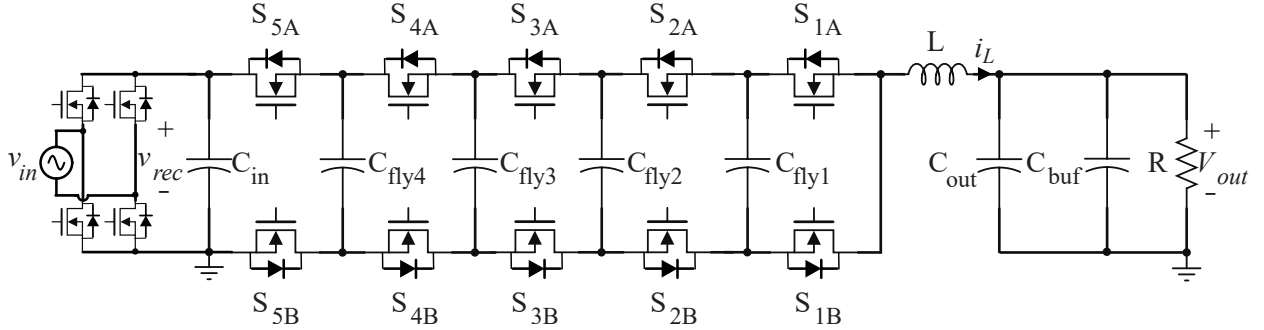 S5A S4A S3A S2A S1A
L iL
vin + vrec - Cin Cfly4 Cfly3 Cfly2 Cfly1 Cout Cbuf R + Vout -
S5B S4B S3B S2B S1B